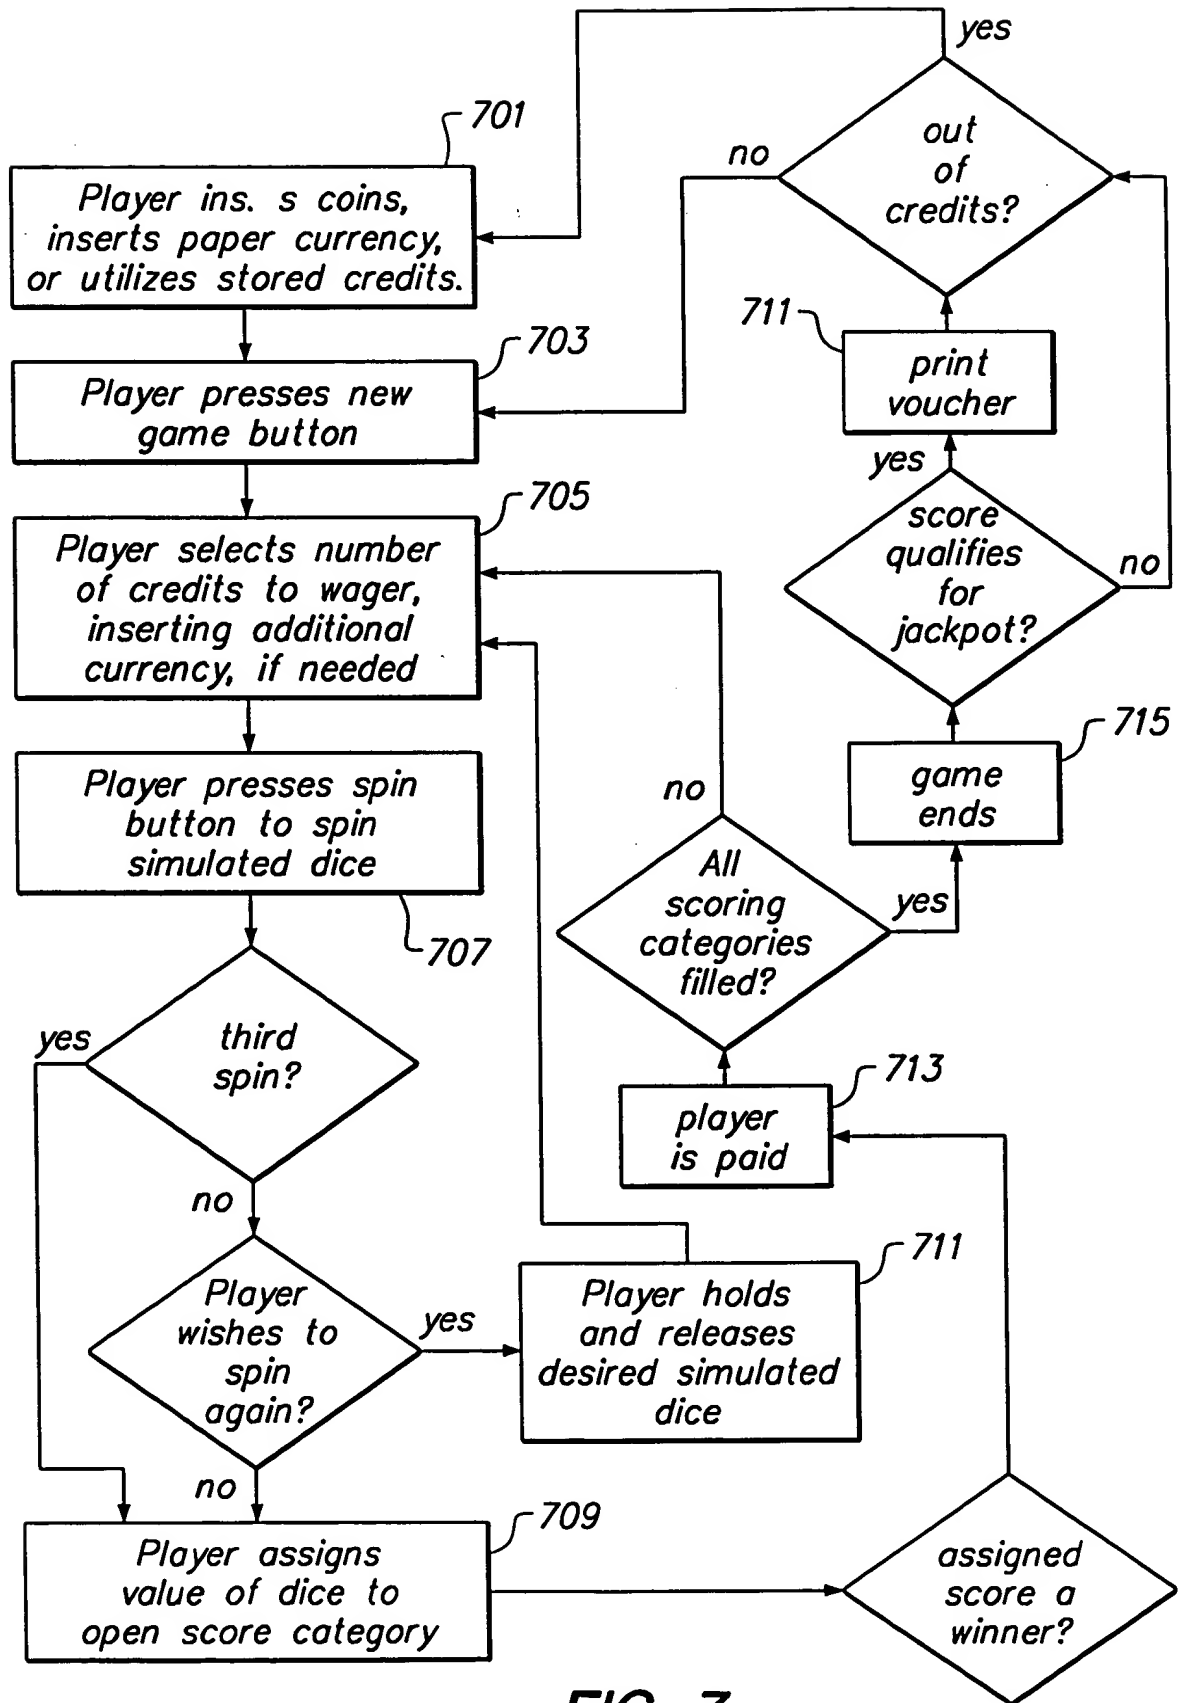 yes
out
of
credits?
no
701
Player ins. s coins,
inserts paper currency,
or utilizes stored credits.
711
print
voucher
703
Player presses new
game button
yes
score
qualifies
for
jackpot?
no
705
Player selects number
of credits to wager,
inserting additional
currency, if needed
715
game
ends
Player presses spin
button to spin
simulated dice
707
no
All
scoring
categories
filled?
yes
third
spin?
yes
no
713
player
is paid
Player
wishes to
spin
again?
yes
no
711
Player holds
and releases
desired simulated
dice
709
Player assigns
value of dice to
open score category
assigned
score a
winner?